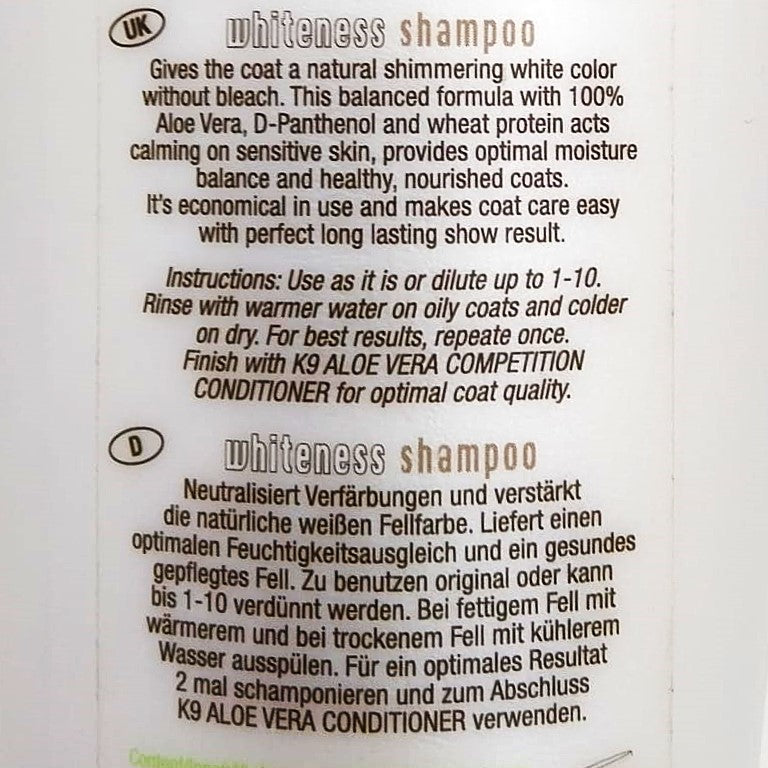 UK
whiteness shampoo
Gives the coat a natural shimmering white color
without bleach. This balanced formula with 100%
Aloe Vera, D-Panthenol and wheat protein acts
calming on sensitive skin, provides optimal moisture
balance and healthy, nourished coats.
It's economical in use and makes coat care easy
with perfect long lasting show result.
Instructions: Use as it is or dilute up to 1-10.
Rinse with warmer water on oily coats and colder
on dry. For best results, repeate once.
Finish with K9 ALOE VERA COMPETITION
CONDITIONER for optimal coat quality.
D
whiteness shampoo
Neutralisiert Verfärbungen und verstärkt
die natürliche weißen Fellfarbe. Liefert einen
optimalen Feuchtigkeitsausgleich und ein gesundes
gepflegtes Fell. Zu benutzen original oder kann
bis 1-10 verdünnt werden. Bei fettigem Fell mit
wärmerem und bei trockenem Fell mit kühlerem
Wasser ausspülen. Für ein optimales Resultat
2 mal schamponieren und zum Abschluss
K9 ALOE VERA CONDITIONER verwenden.